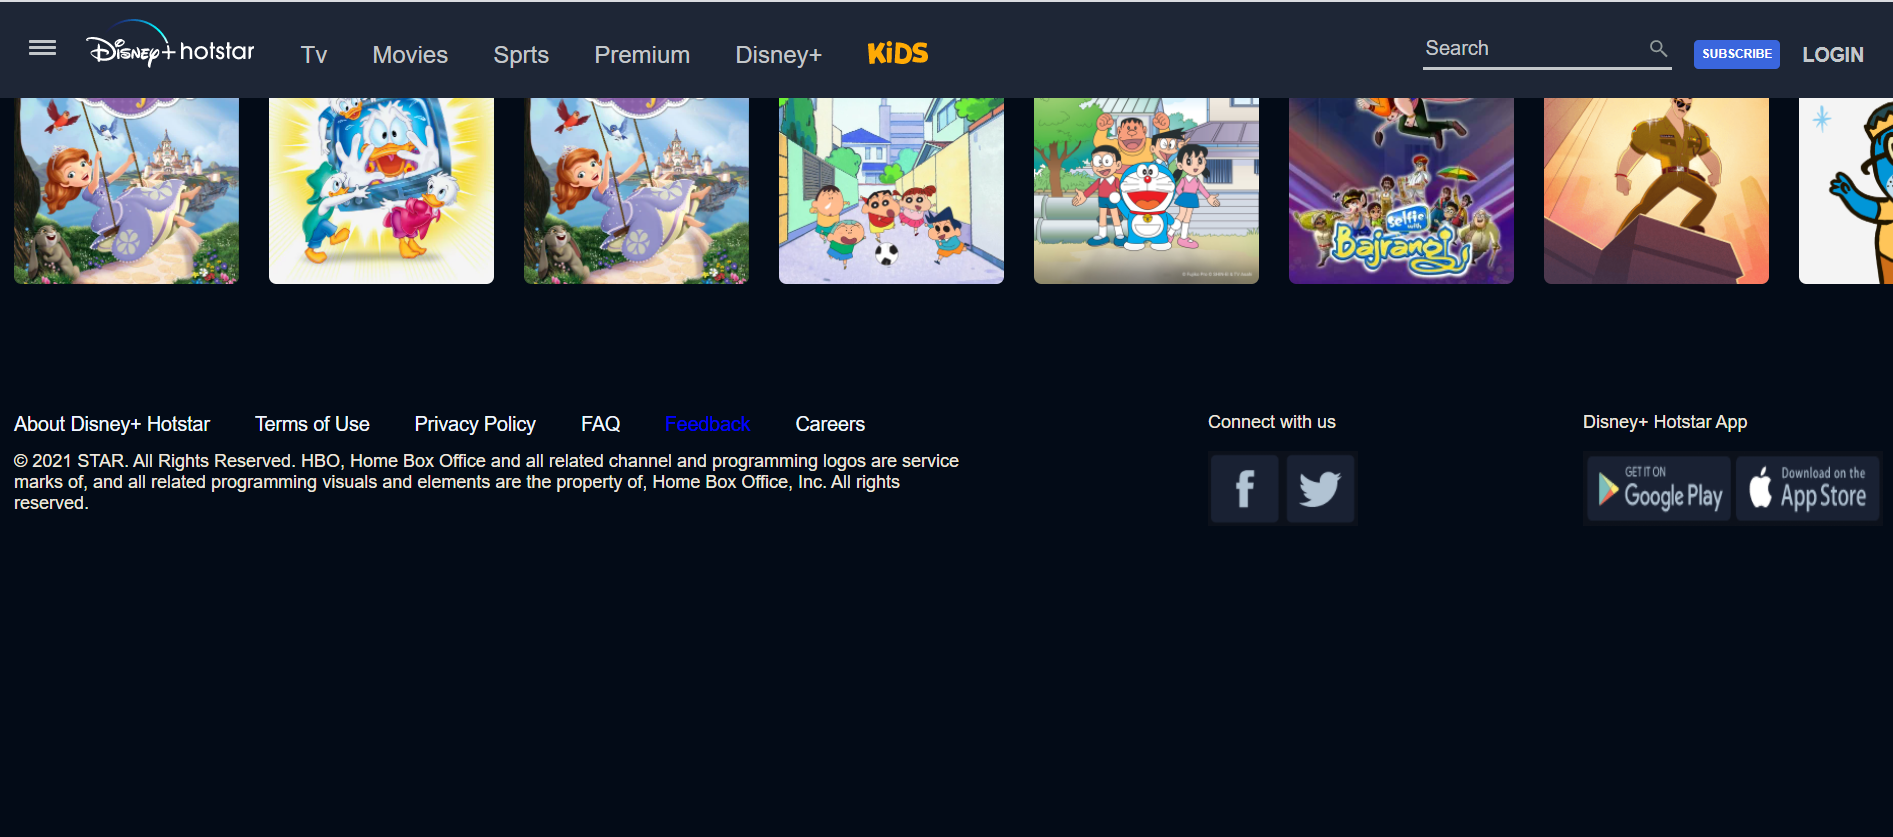 Disney+ hotstar
Tv
Movies
Sprts
Premium
Disney+
KiDS
Search
SUBSCRIBE
LOGIN
Selfie
with
Bajrangi
About Disney+ Hotstar
Terms of Use
Privacy Policy
FAQ
Feedback
Careers
© 2021 STAR. All Rights Reserved. HBO, Home Box Office and all related channel and programming logos are service
marks of, and all related programming visuals and elements are the property of, Home Box Office, Inc. All rights
reserved.
Connect with us
f
Disney+ Hotstar App
GET IT ON
Google Play
Download on the
App Store